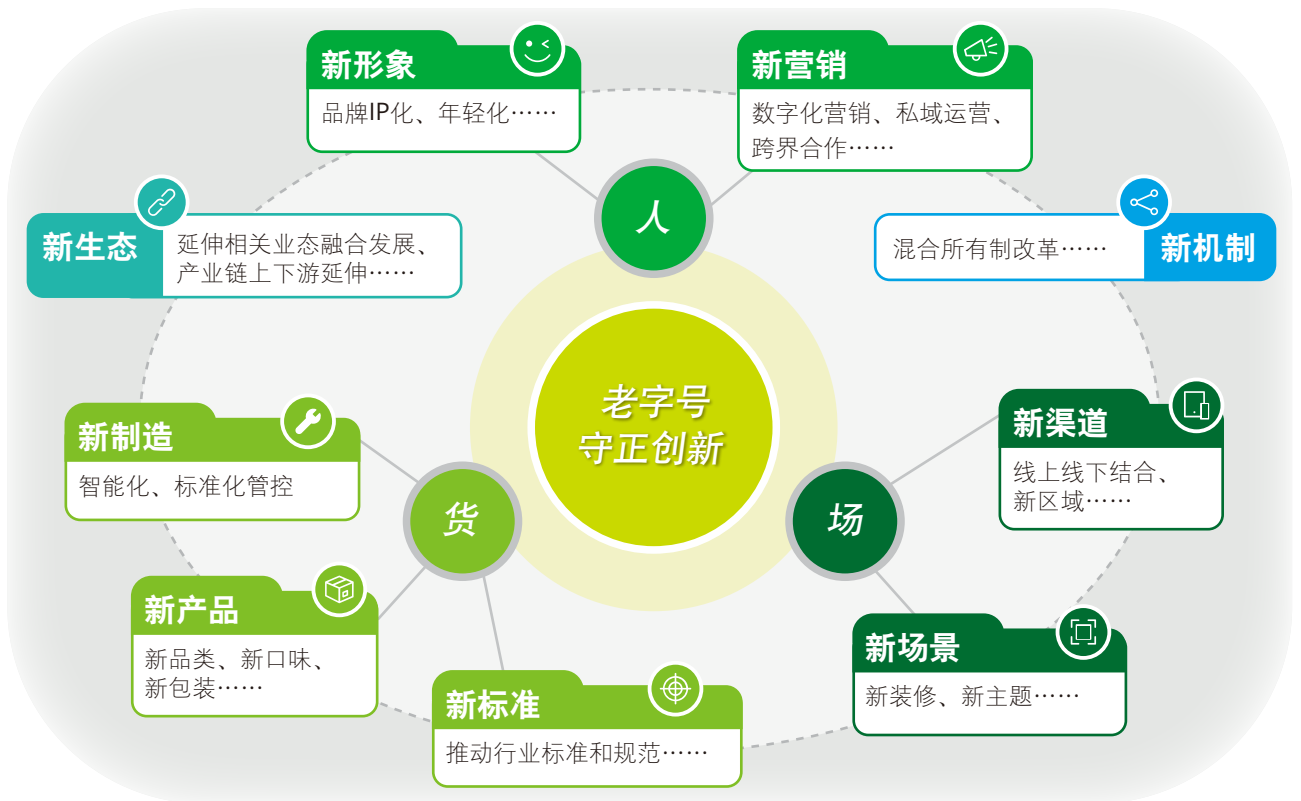 新形象
品牌IP化、年轻化……
新营销
数字化营销、私域运营、
跨界合作……
人
新生态
延伸相关业态融合发展、
产业链上下游延伸……
混合所有制改革……
新机制
老字号
守正创新
新制造
智能化、标准化管控
货
场
新渠道
线上线下结合、
新区域……
新产品
新品类、新口味、
新包装……
新标准
推动行业标准和规范……
新场景
新装修、新主题……